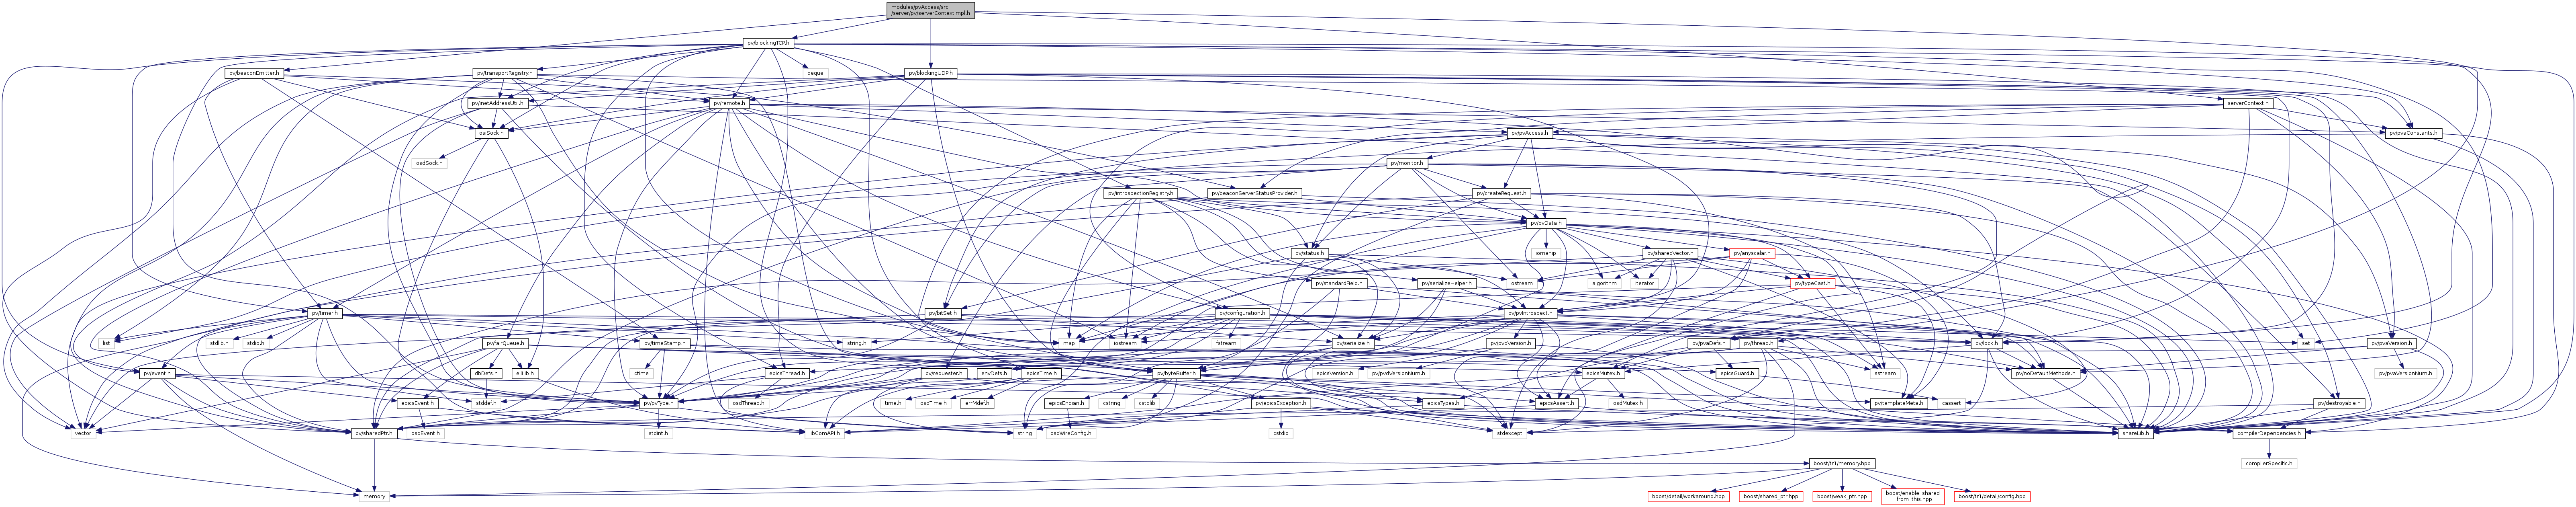 modules/pvAccess/src
/server/pv/serverContextImpl.h
pv/blockingTCP.h
pv/beaconEmitter.h
pv/transportRegistry.h
deque
pv/blockingUDP.h
pv/inetAddressUtil.h
pv/remote.h
serverContext.h
osiSock.h
pv/pvAccess.h
pv/pvaConstants.h
osdSock.h
pv/monitor.h
pv/introspectionRegistry.h
pv/beaconServerStatusProvider.h
pv/createRequest.h
pv/pvData.h
pv/status.h
iomanip
pv/sharedVector.h
pv/anyscalar.h
pv/standardField.h
pv/serializeHelper.h
ostream
algorithm
iterator
pv/typeCast.h
pv/timer.h
pv/bitSet.h
pv/configuration.h
pv/pvIntrospect.h
list
stdlib.h
stdio.h
pv/fairQueue.h
string.h
pv/timeStamp.h
map
iostream
fstream
pv/serialize.h
pv/pvdVersion.h
pv/pvaDefs.h
pv/thread.h
pv/lock.h
set
pv/pvaVersion.h
pv/event.h
dbDefs.h
ellLib.h
ctime
epicsThread.h
envDefs.h
pv/requester.h
epicsTime.h
pv/byteBuffer.h
epicsVersion.h
pv/pvdVersionNum.h
epicsMutex.h
epicsGuard.h
sstream
pv/noDefaultMethods.h
pv/pvaVersionNum.h
epicsEvent.h
stddef.h
pv/pvType.h
osdThread.h
time.h
osdTime.h
errMdef.h
epicsEndian.h
cstring
cstdlib
pv/epicsException.h
epicsTypes.h
epicsAssert.h
osdMutex.h
pv/templateMeta.h
cassert
pv/destroyable.h
vector
pv/sharedPtr.h
osdEvent.h
stdint.h
libComAPI.h
string
osdWireConfig.h
cstdio
stdexcept
shareLib.h
compilerDependencies.h
boost/tr1/memory.hpp
compilerSpecific.h
memory
boost/detail/workaround.hpp
boost/shared_ptr.hpp
boost/weak_ptr.hpp
boost/enable_shared
_from_this.hpp
boost/tr1/detail/config.hpp